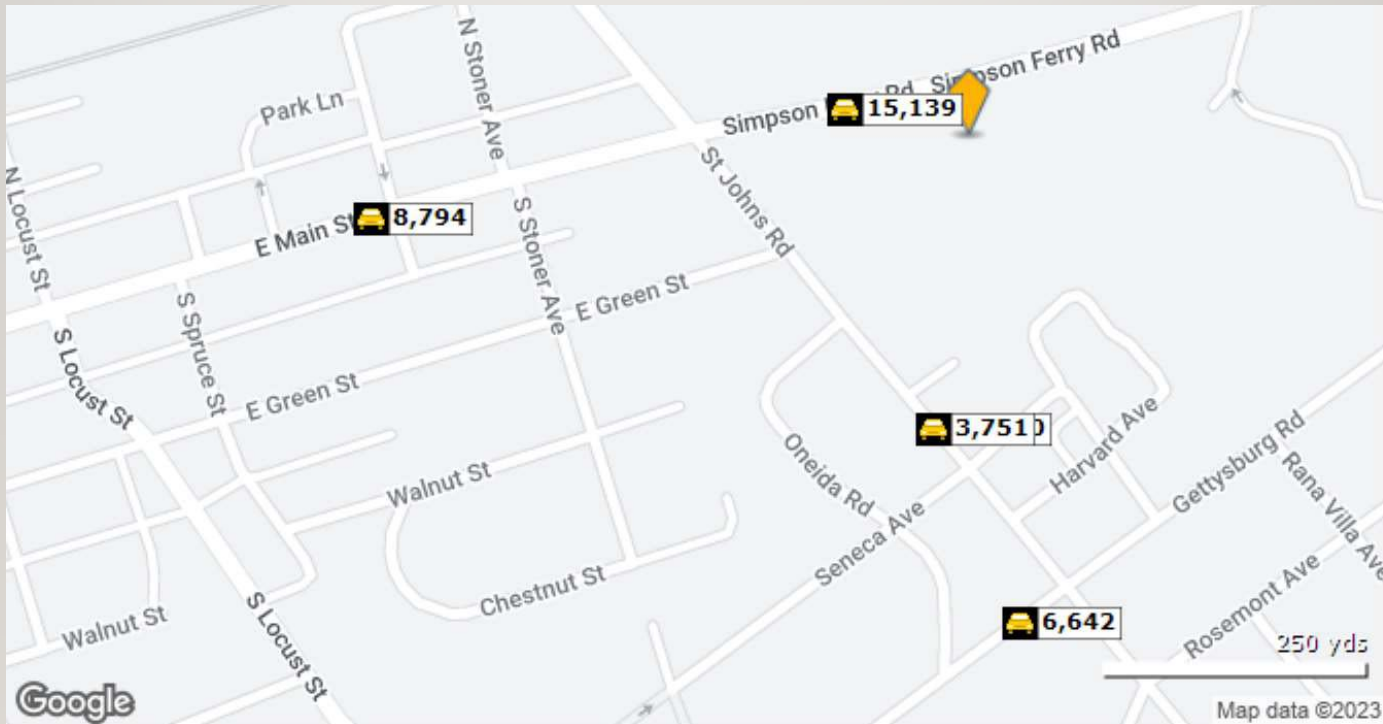 N Stoner Ave
Simpson Ferry Rd
Simpson Rd
15,139
Park Ln
St Johns Rd
N Locust St
8,794
E Main St
S Stoner Ave
E Green St
S Spruce St
S Locust St
E Green St
3,751
Harvard Ave
Gettysburg Rd
Oneida Rd
Rana Villa Ave
Walnut St
Seneca Ave
Chestnut St
Rosemont Ave
6,642
Walnut St
S Locust St
250 yds
Google
Map data ©2023